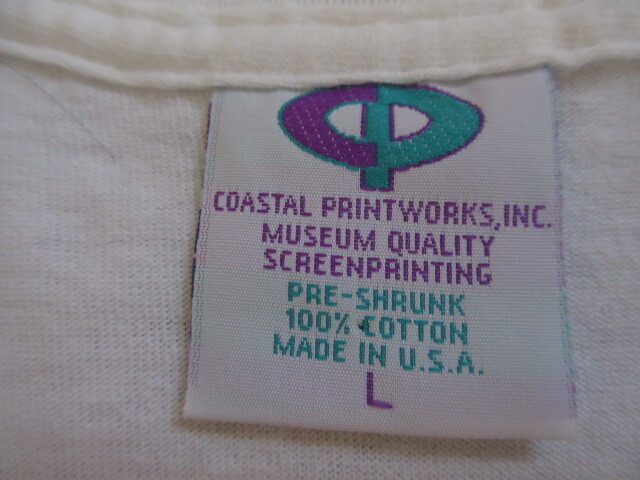 COASTAL PRINTWORKS, INC.
MUSEUM QUALITY
SCREENPRINTING
PRE-SHRUNK
100% COTTON
MADE IN U.S.A.
L